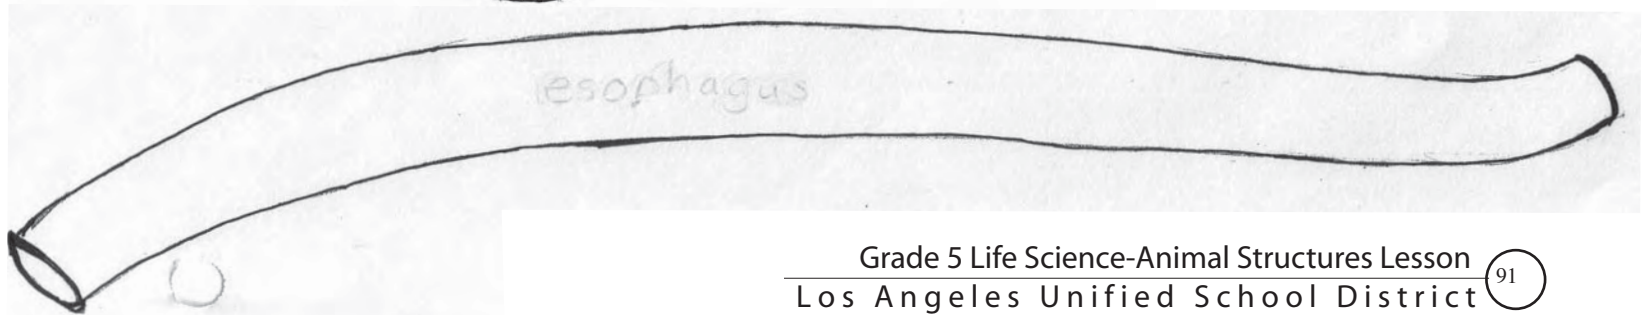 esophagus
Grade 5 Life Science-Animal Structures Lesson
91
Los Angeles Unified School District